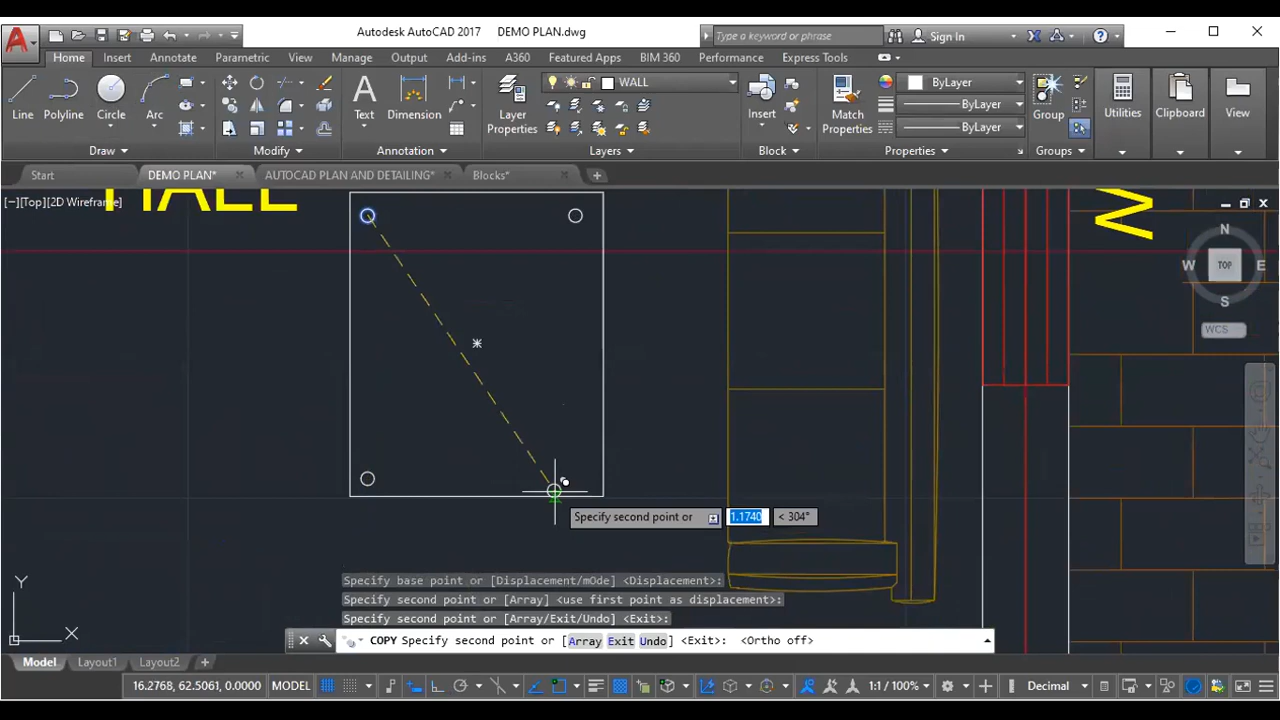 Autodesk AutoCAD 2017 DEMO PLAN.dwg
Type a keyword or phrase
Sign In
Home Insert Annotate Parametric View Manage Output Add-ins A360 Featured Apps BIM 360 Performance Express Tools
WALL
ByLayer
ByLayer
ByLayer
Line Polyline Circle Arc Text Dimension Layer Properties Insert Match Properties Group Utilities Clipboard View
Draw Modify Annotation Layers Block Properties Groups
Start DEMO PLAN* AUTOCAD PLAN AND DETAILING* Blocks*
[−][Top][2D Wireframe]
HALL
W
N
W TOP E
S
WCS
Specify second point or 1.1740 < 304°
Specify base point or [Displacement/mOde] <Displacement>:
Specify second point or [Array] <use first point as displacement>:
Specify second point or [Array/Exit/Undo] <Exit>:
COPY Specify second point or [Array Exit Undo] <Exit>: <Ortho off>
Y
X
Model Layout1 Layout2 +
16.2768, 62.5061, 0.0000 MODEL 1:1 / 100% Decimal